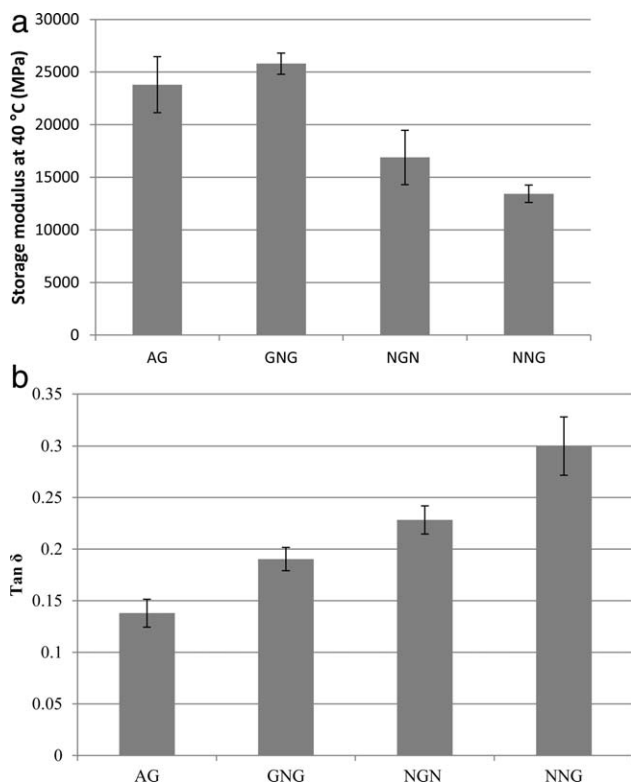 a
Storage modulus at 40 °C (MPa)
30000
25000
20000
15000
10000
5000
0
AG GNG NGN NNG
b
Tan δ
0.35
0.3
0.25
0.2
0.15
0.1
0.05
0
AG GNG NGN NNG